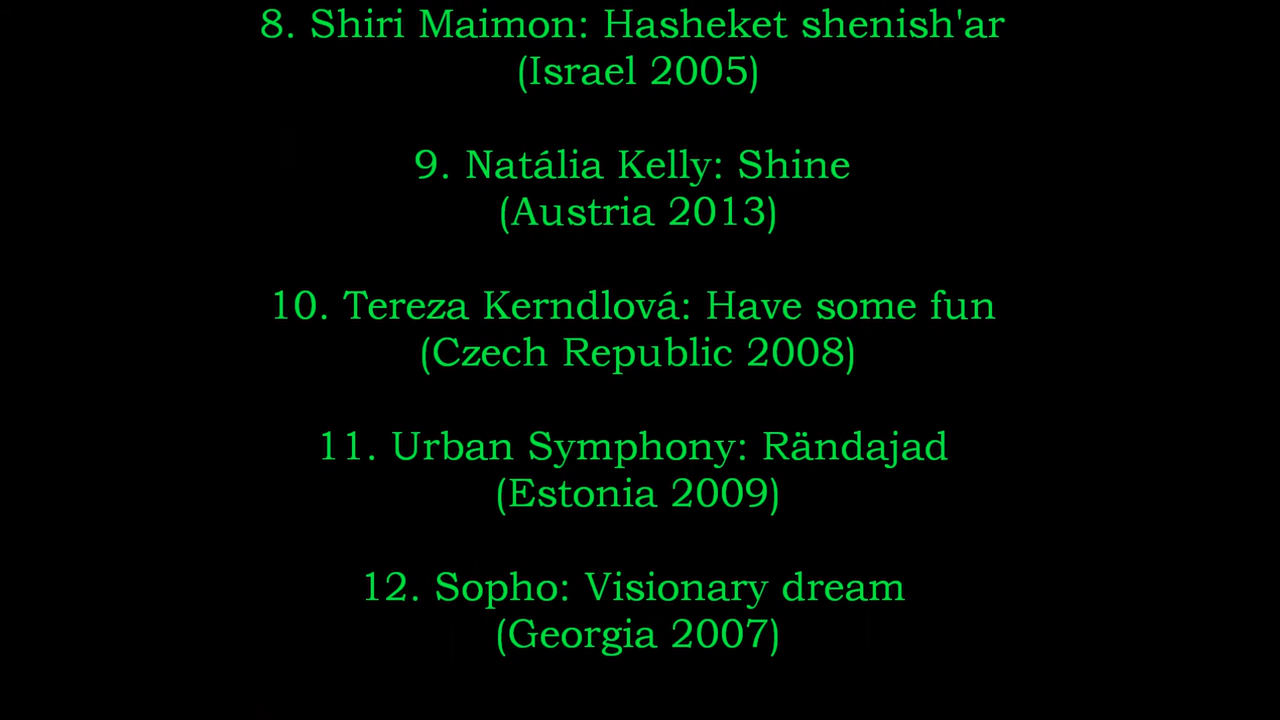 8. Shiri Maimon: Hasheket shenish'ar
(Israel 2005)
9. Natália Kelly: Shine
(Austria 2013)
10. Tereza Kerndlová: Have some fun
(Czech Republic 2008)
11. Urban Symphony: Rändajad
(Estonia 2009)
12. Sopho: Visionary dream
(Georgia 2007)